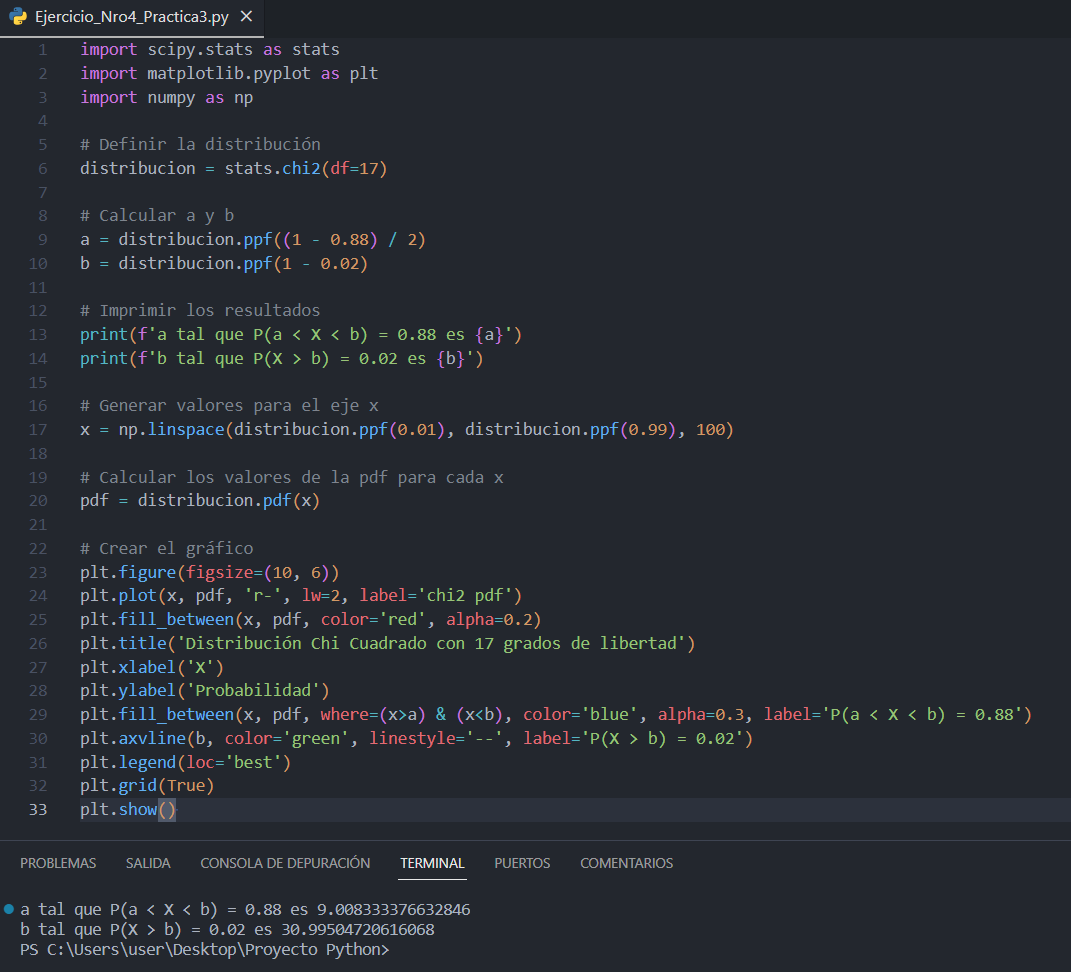 Ejercicio_Nro4_Practica3.py ×
1 import scipy.stats as stats
2 import matplotlib.pyplot as plt
3 import numpy as np
4
5 # Definir la distribución
6 distribucion = stats.chi2(df=17)
7
8 # Calcular a y b
9 a = distribucion.ppf((1 - 0.88) / 2)
10 b = distribucion.ppf(1 - 0.02)
11
12 # Imprimir los resultados
13 print(f'a tal que P(a < X < b) = 0.88 es {a}')
14 print(f'b tal que P(X > b) = 0.02 es {b}')
15
16 # Generar valores para el eje x
17 x = np.linspace(distribucion.ppf(0.01), distribucion.ppf(0.99), 100)
18
19 # Calcular los valores de la pdf para cada x
20 pdf = distribucion.pdf(x)
21
22 # Crear el gráfico
23 plt.figure(figsize=(10, 6))
24 plt.plot(x, pdf, 'r-', lw=2, label='chi2 pdf')
25 plt.fill_between(x, pdf, color='red', alpha=0.2)
26 plt.title('Distribución Chi Cuadrado con 17 grados de libertad')
27 plt.xlabel('X')
28 plt.ylabel('Probabilidad')
29 plt.fill_between(x, pdf, where=(x>a) & (x<b), color='blue', alpha=0.3, label='P(a < X < b) = 0.88')
30 plt.axvline(b, color='green', linestyle='--', label='P(X > b) = 0.02')
31 plt.legend(loc='best')
32 plt.grid(True)
33 plt.show()
PROBLEMAS SALIDA CONSOLA DE DEPURACIÓN TERMINAL PUERTOS COMENTARIOS
a tal que P(a < X < b) = 0.88 es 9.008333376632846
b tal que P(X > b) = 0.02 es 30.99504720616068
PS C:\Users\user\Desktop\Proyecto Python>